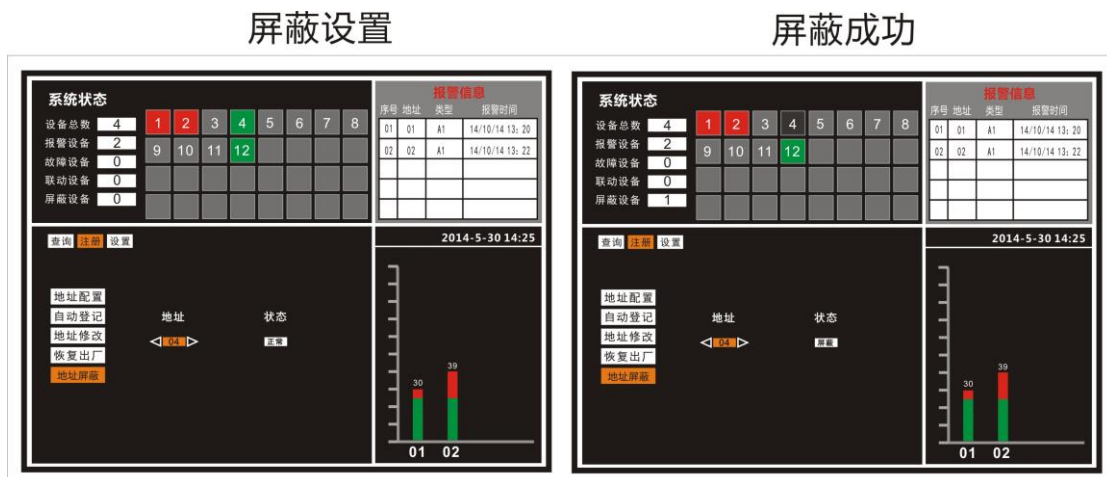 屏蔽设置
系统状态
设备总数 4
报警设备 2
故障设备 0
联动设备 0
屏蔽设备 0
1 2 3 4 5 6 7 8
9 10 11 12
报警信息
序号 地址 类型 报警时间
01 01 A1 14/10/14 13:20
02 02 A1 14/10/14 13:22
查询 注册 设置
2014-5-30 14:25
地址配置
自动登记
地址修改
恢复出厂
地址屏蔽
地址 状态
04 正常
30 39
01 02
屏蔽成功
系统状态
设备总数 4
报警设备 2
故障设备 0
联动设备 0
屏蔽设备 1
1 2 3 4 5 6 7 8
9 10 11 12
报警信息
序号 地址 类型 报警时间
01 01 A1 14/10/14 13:20
02 02 A1 14/10/14 13:22
查询 注册 设置
2014-5-30 14:25
地址配置
自动登记
地址修改
恢复出厂
地址屏蔽
地址 状态
04 屏蔽
30 39
01 02